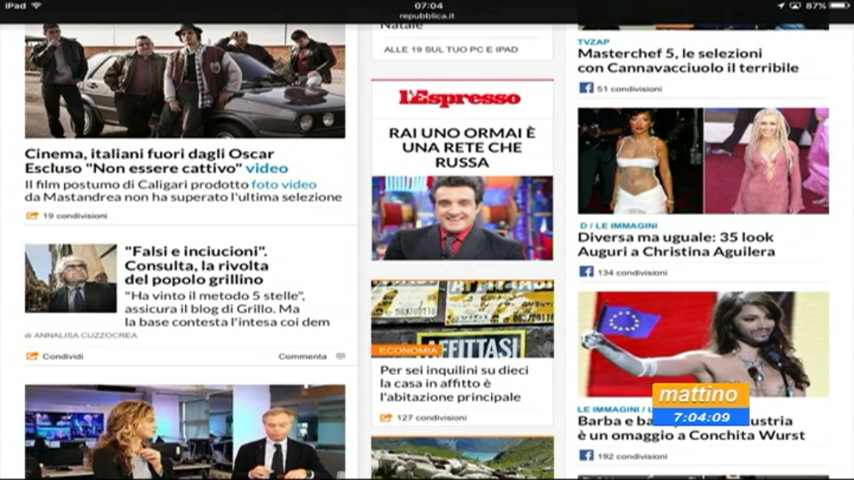 iPad
07:04
87%
repubblica.it
Cinema, italiani fuori dagli Oscar
Escluso "Non essere cattivo" video
Il film postumo di Caligari prodotto foto video
da Mastandrea non ha superato l'ultima selezione
19 condivisioni
"Falsi e inciucioni".
Consulta, la rivolta
del popolo grillino
"Ha vinto il metodo 5 stelle",
assicura il blog di Grillo. Ma
la base contesta l'intesa coi dem
di ANNALISA CUZZOCREA
Condividi
Commenta
Natale
ALLE 19 SUL TUO PC E IPAD
l'Espresso
RAI UNO ORMAI È
UNA RETE CHE
RUSSA
AFFITTASI
ECONOMIA
Per sei inquilini su dieci
la casa in affitto è
l'abitazione principale
127 condivisioni
TVZAP
Masterchef 5, le selezioni
con Cannavacciuolo il terribile
51 condivisioni
D / LE IMMAGINI
Diversa ma uguale: 35 look
Auguri a Christina Aguilera
134 condivisioni
mattino
7:04:09
LE IMMAGINI /
Barba e ustria
è un omaggio a Conchita Wurst
192 condivisioni